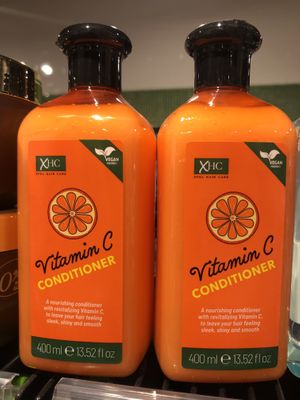 XHC
XPEL HAIR CARE
VEGAN
FRIENDLY
Vitamin C
CONDITIONER
A nourishing conditioner
with revitalizing Vitamin C,
to leave your hair feeling
sleek, shiny and smooth
400 ml e 13.52 fl oz
XHC
XPEL HAIR CARE
VEGAN
FRIENDLY
Vitamin C
CONDITIONER
A nourishing conditioner
with revitalizing Vitamin C,
to leave your hair feeling
sleek, shiny and smooth
400 ml e 13.52 fl oz